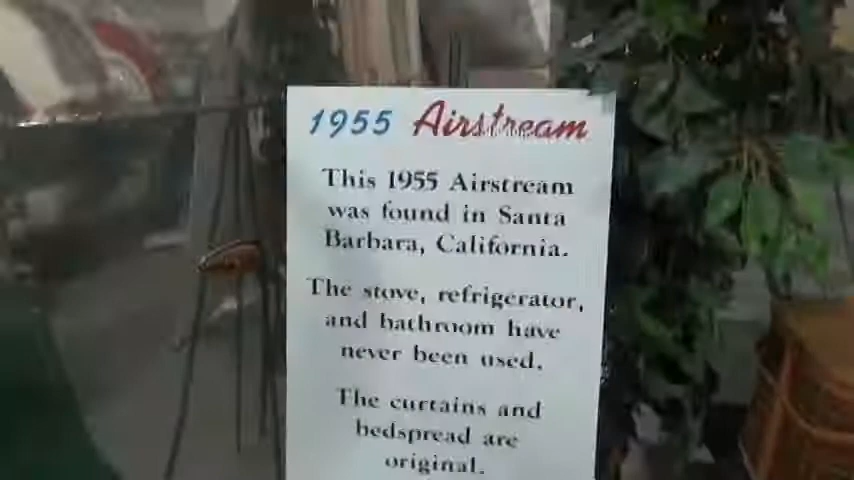 1955 Airstream
This 1955 Airstream
was found in Santa
Barbara, California.
The stove, refrigerator,
and bathroom have
never been used.
The curtains and
bedspread are
original.